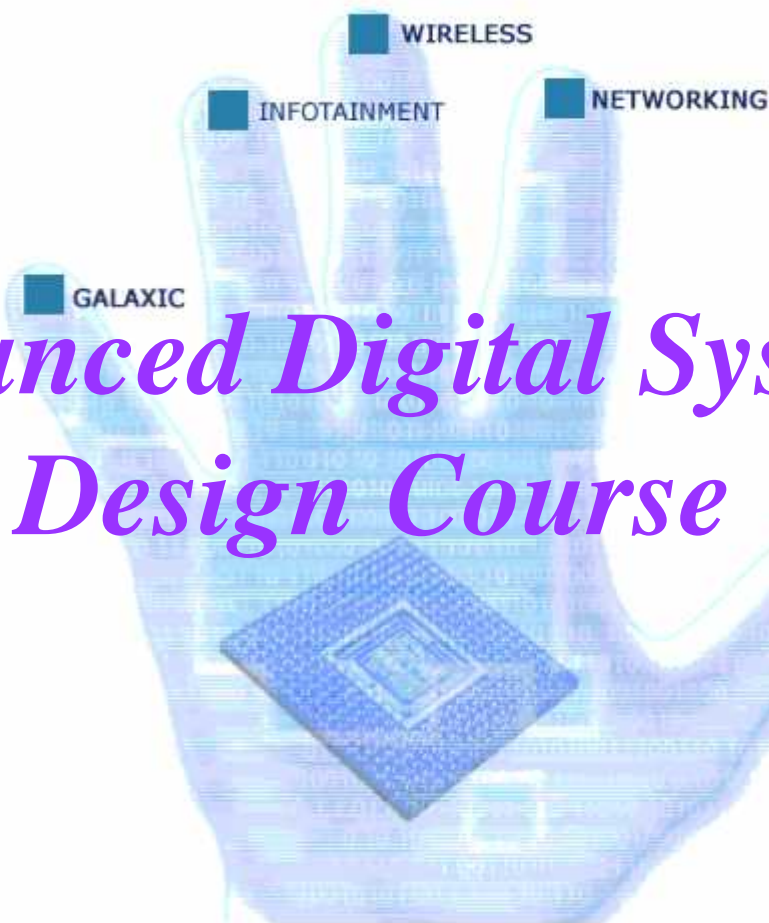 WIRELESS
INFOTAINMENT
NETWORKING
GALAXIC
anced Digital Sys
Design Course